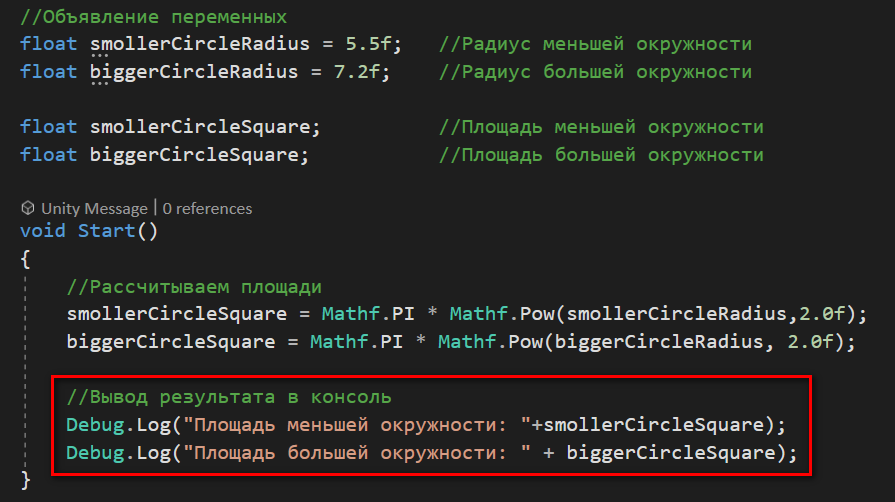 //Объявление переменных
float smollerCircleRadius = 5.5f;   //Радиус меньшей окружности
float biggerCircleRadius = 7.2f;    //Радиус большей окружности
float smollerCircleSquare;          //Площадь меньшей окружности
float biggerCircleSquare;           //Площадь большей окружности
Unity Message | 0 references
void Start()
{
    //Рассчитываем площади
    smollerCircleSquare = Mathf.PI * Mathf.Pow(smollerCircleRadius,2.0f);
    biggerCircleSquare = Mathf.PI * Mathf.Pow(biggerCircleRadius, 2.0f);
    //Вывод результата в консоль
    Debug.Log("Площадь меньшей окружности: "+smollerCircleSquare);
    Debug.Log("Площадь большей окружности: " + biggerCircleSquare);
}